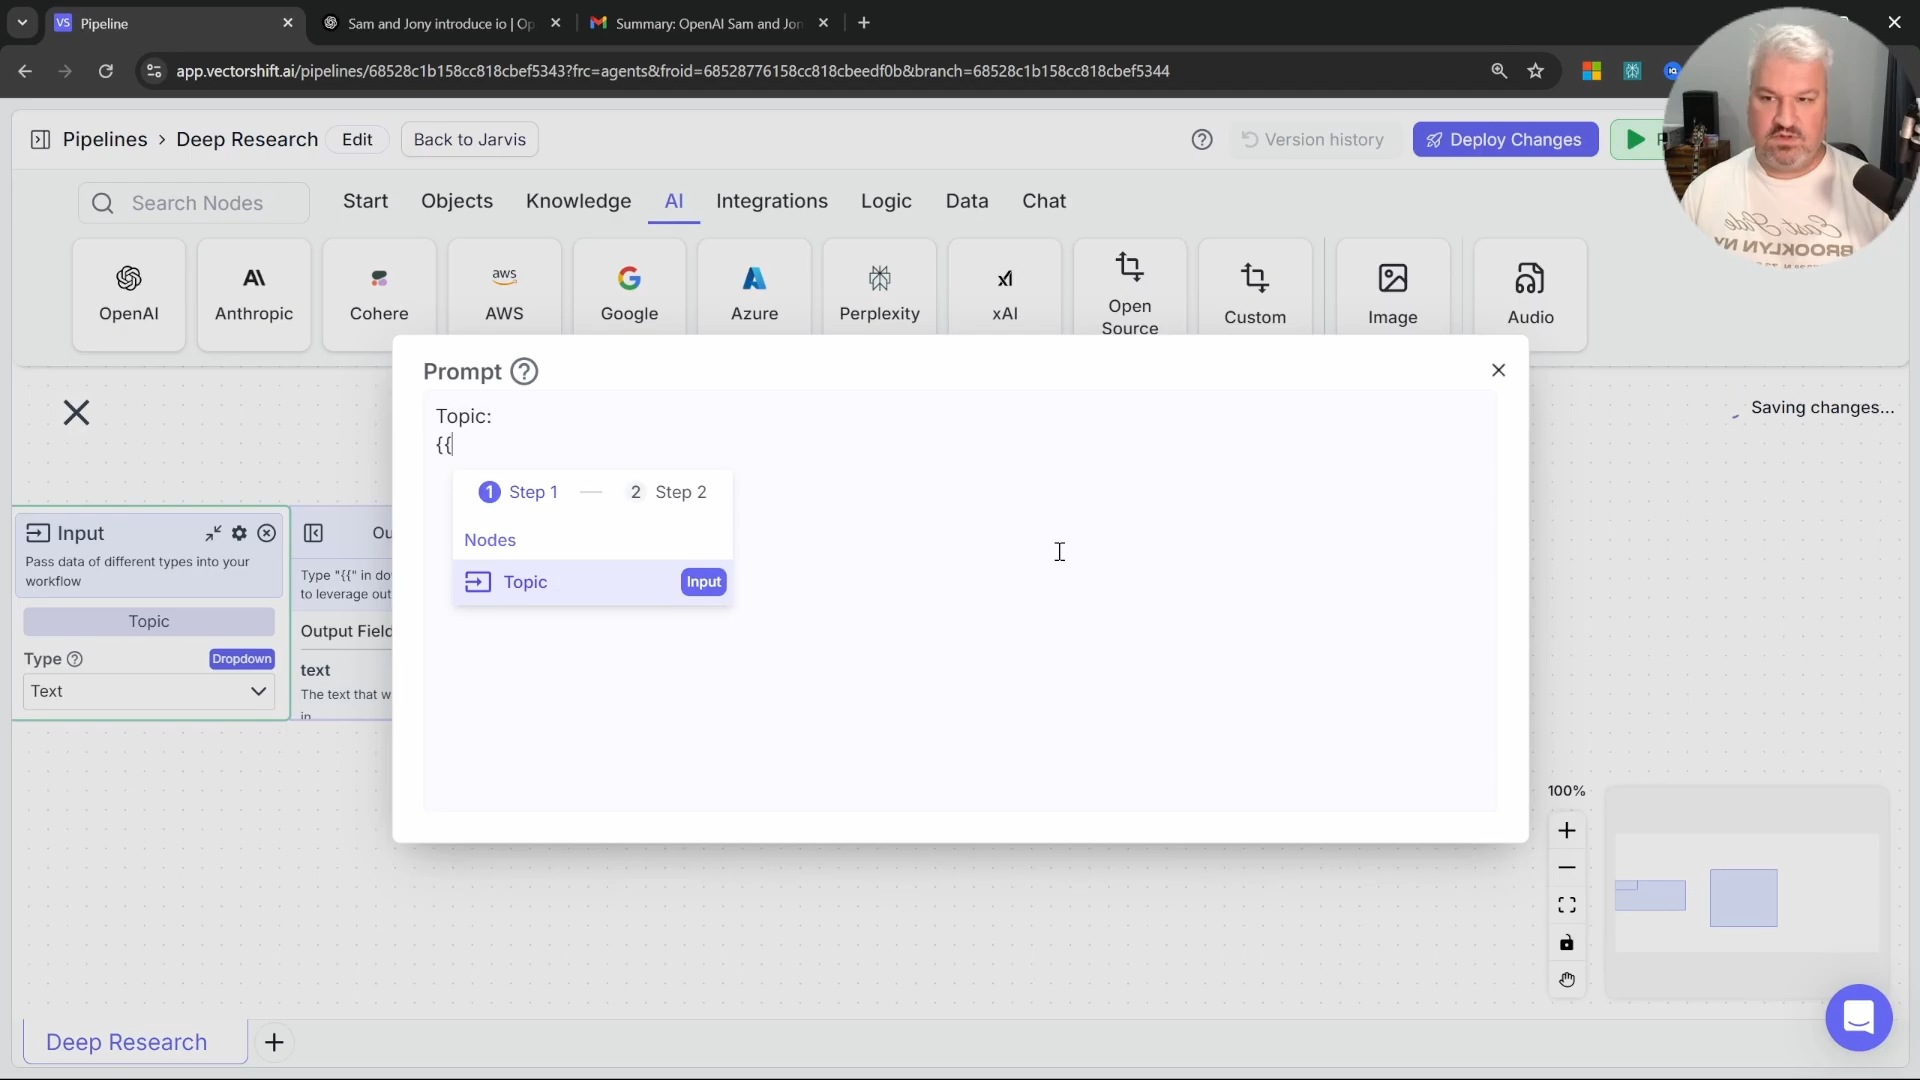 Pipeline
Sam and Jony introduce io | Op
Summary: OpenAI Sam and Jon
app.vectorshift.ai/pipelines/68528c1b158cc818cbef5343?frc=agents&froid=68528776158cc818cbeedf0b&branch=68528c1b158cc818cbef5344
Pipelines > Deep Research
Edit
Back to Jarvis
Version history
Deploy Changes
Search Nodes
Start
Objects
Knowledge
AI
Integrations
Logic
Data
Chat
OpenAI
Anthropic
Cohere
aws
AWS
Google
Azure
Perplexity
xAI
Open
Source
Custom
Image
Audio
BROOKLYN NY
Prompt
Topic:
{{
1 Step 1
2 Step 2
Nodes
Topic
Input
Saving changes...
Input
Pass data of different types into your
workflow
Topic
Type
Dropdown
Text
Ou
Type "{{" in do
to leverage out
Output Field
text
The text that w
in
100%
Deep Research